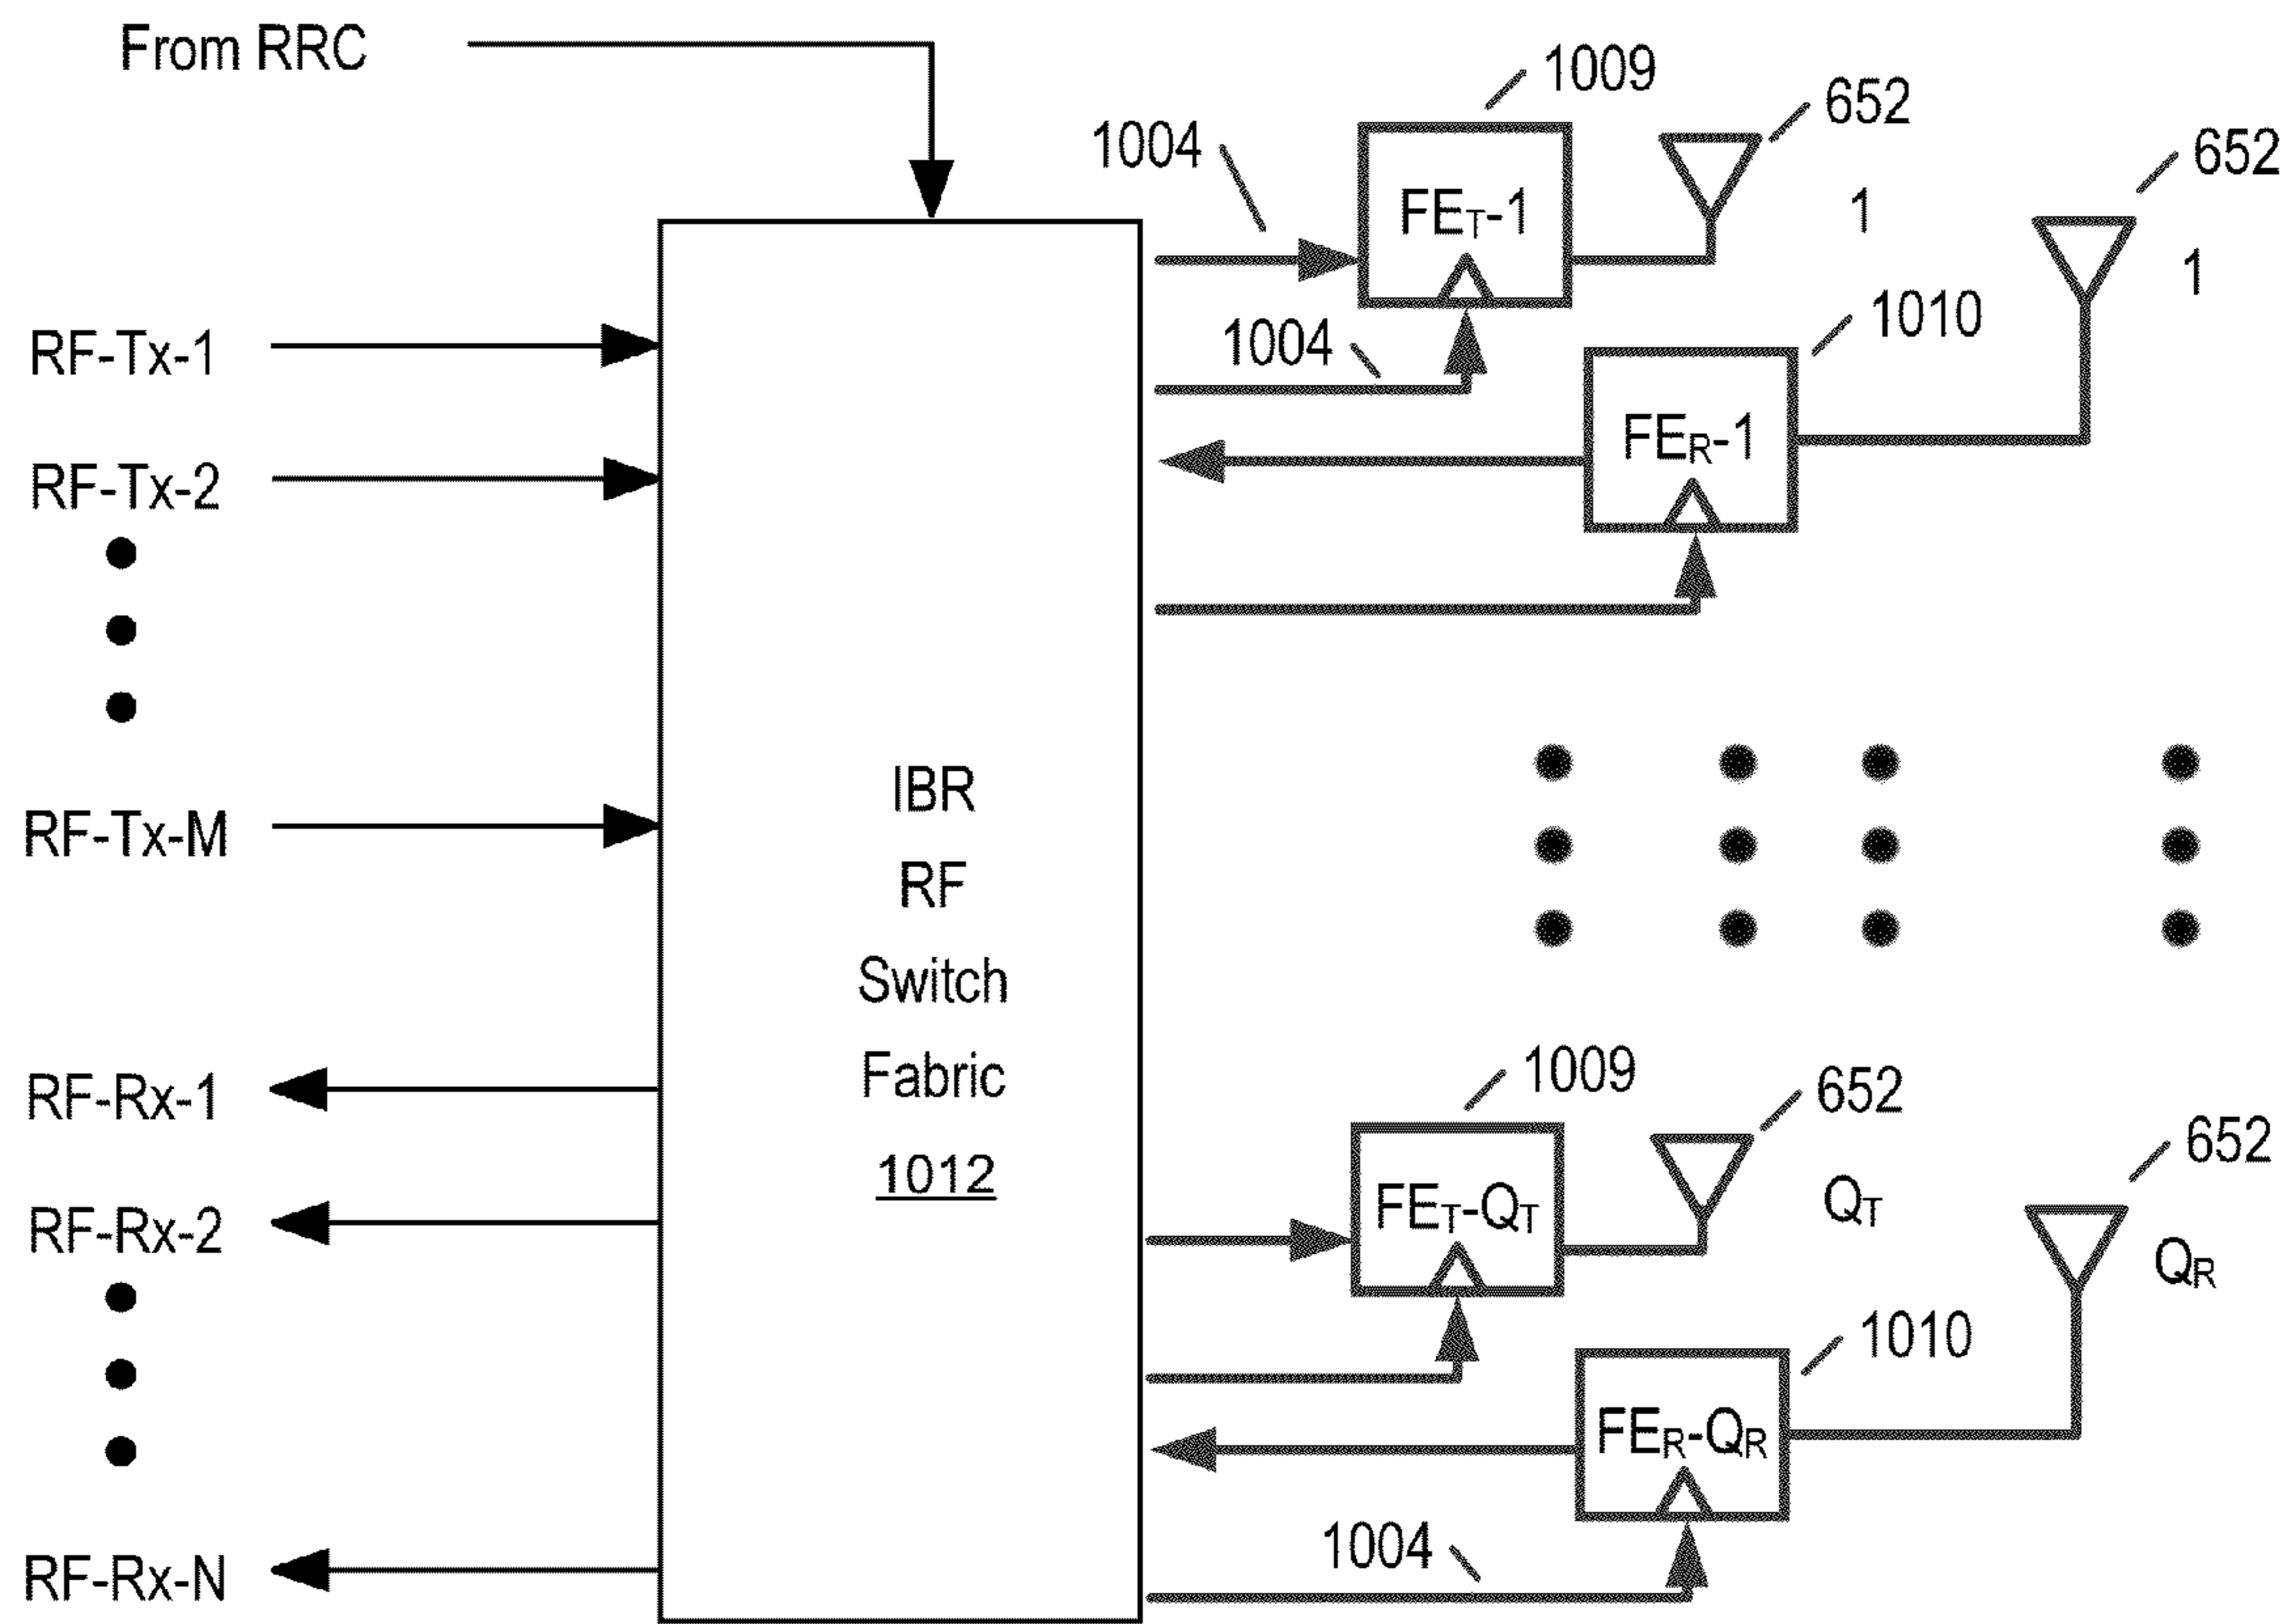 From RRC
1009
652
652
1004
FET-1
1
1
1010
1004
RF-Tx-1
FER-1
RF-Tx-2
RF-Tx-M
IBR
RF
Switch
Fabric
1012
RF-Rx-1
RF-Rx-2
RF-Rx-N
1009
652
652
FET-QT
QT
QR
1010
FER-QR
1004